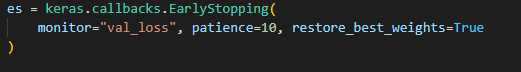 es = keras.callbacks.EarlyStopping(
    monitor="val_loss", patience=10, restore_best_weights=True
)